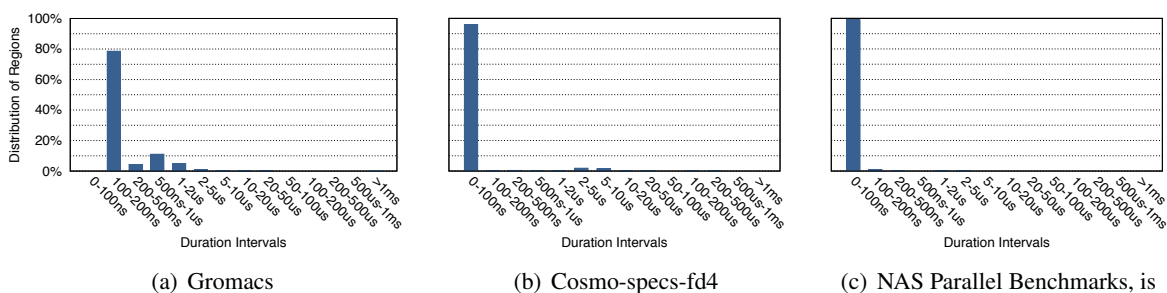 100%
80%
60%
40%
20%
0%
Distribution of Regions
0-100ns
100-200ns
200-500ns
500ns-1us
1-2us
2-5us
5-10us
10-20us
20-50us
50-100us
100-200us
200-500us
500us-1ms
>1ms
Duration Intervals
(a) Gromacs
0-100ns
100-200ns
200-500ns
500ns-1us
1-2us
2-5us
5-10us
10-20us
20-50us
50-100us
100-200us
200-500us
500us-1ms
>1ms
Duration Intervals
(b) Cosmo-specs-fd4
0-100ns
100-200ns
200-500ns
500ns-1us
1-2us
2-5us
5-10us
10-20us
20-50us
50-100us
100-200us
200-500us
500us-1ms
>1ms
Duration Intervals
(c) NAS Parallel Benchmarks, is